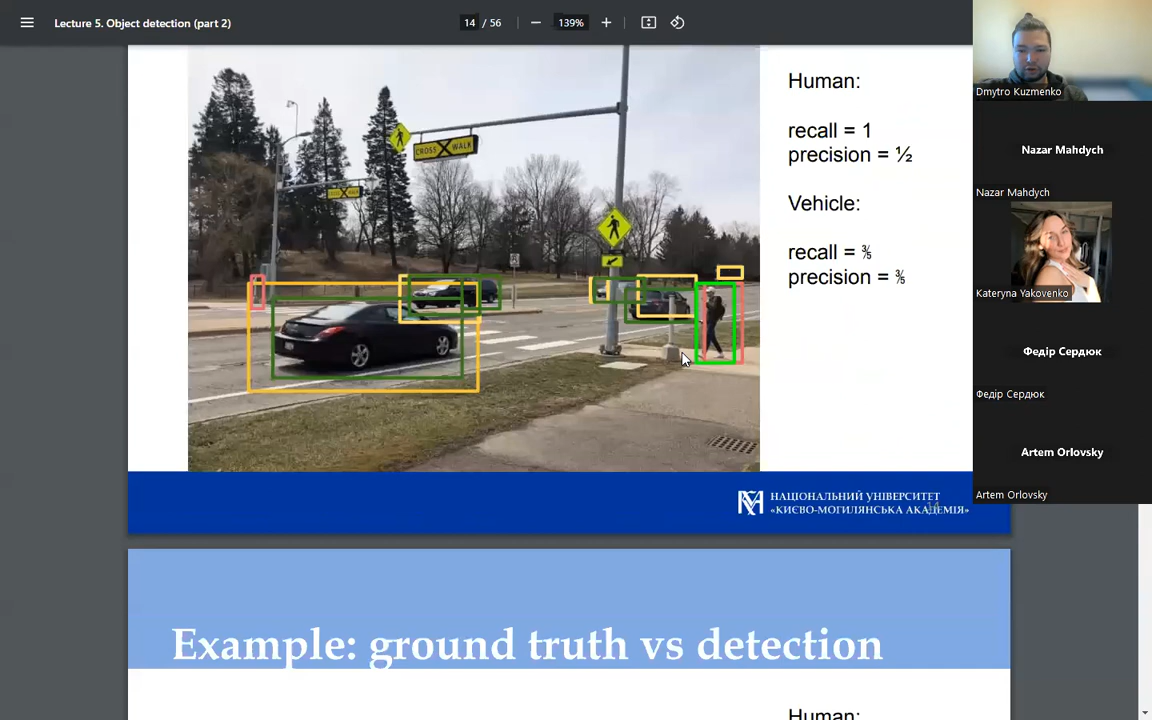 Lecture 5. Object detection (part 2)
14 / 56
139%
Dmytro Kuzmenko
Nazar Mahdych
Nazar Mahdych
Kateryna Yakovenko
Федір Сердюк
Федір Сердюк
Artem Orlovsky
Artem Orlovsky
CROSS WALK
Human:
recall = 1
precision = ½
Vehicle:
recall = ⅗
precision = ⅗
НАЦІОНАЛЬНИЙ УНІВЕРСИТЕТ
«КИЄВО-МОГИЛЯНСЬКА АКАДЕМІЯ»
Example: ground truth vs detection
Human: